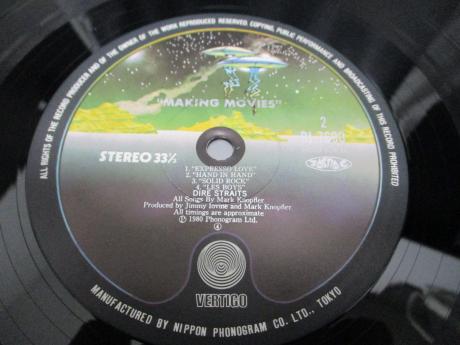 ALL RIGHTS OF THE RECORD PRODUCER AND OF THE OWNER OF THE WORK REPRODUCED RESERVED. COPYING, PUBLIC PERFORMANCE AND BROADCASTING OF THIS RECORD PROHIBITED
"MAKING MOVIES"
2
STEREO 33⅓
1. "EXPRESSO LOVE"
2. "HAND IN HAND"
3. "SOLID ROCK"
4. "LES BOYS"
DIRE STRAITS
All Songs By Mark Knopfler
Produced by Jimmy Iovine and Mark Knopfler
All timings are approximate
℗ 1980 Phonogram Ltd.
④
VERTIGO
MANUFACTURED BY NIPPON PHONOGRAM CO. LTD., TOKYO